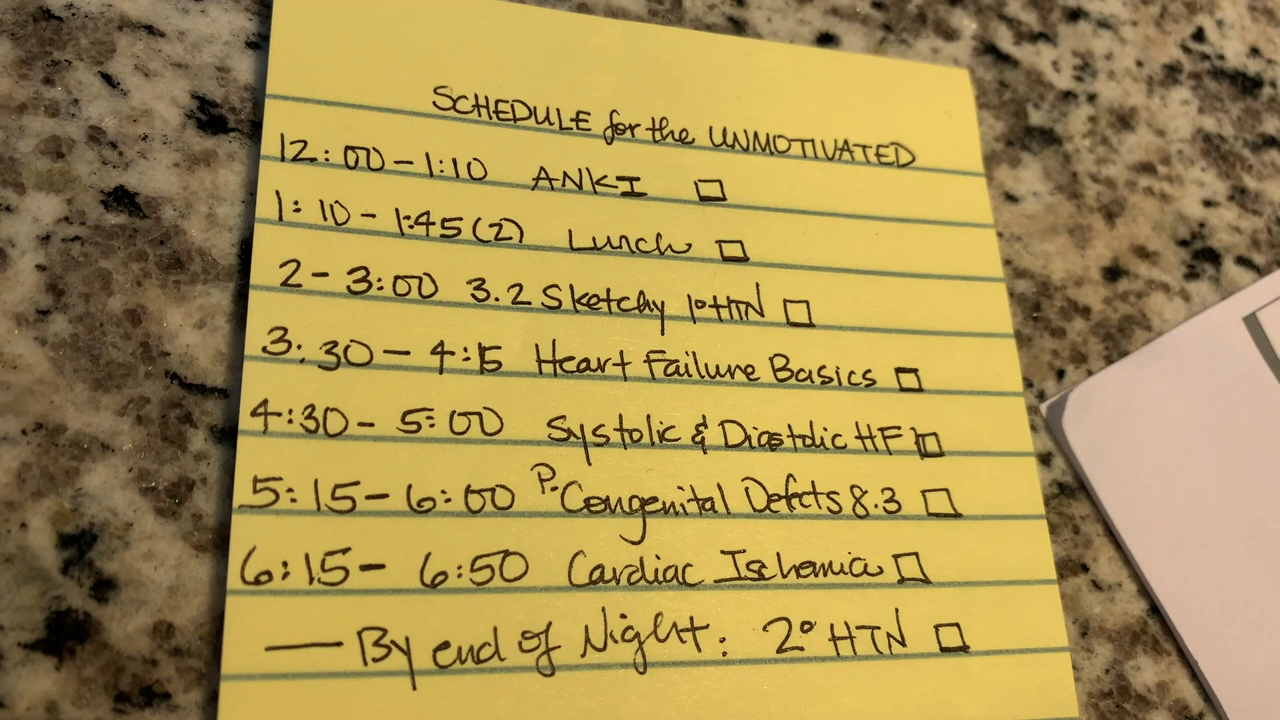 SCHEDULE for the UNMOTIVATED
12:00-1:10 ANKI
1:10-1:45(2) Lunch
2-3:00 3.2 Sketchy 1° HTN
3:30-4:15 Heart Failure Basics
4:30-5:00 Systolic & Diastolic HF
5:15-6:00 P. Congenital Defects 8.3
6:15-6:50 Cardiac Ischemia
— By end of Night: 2° HTN